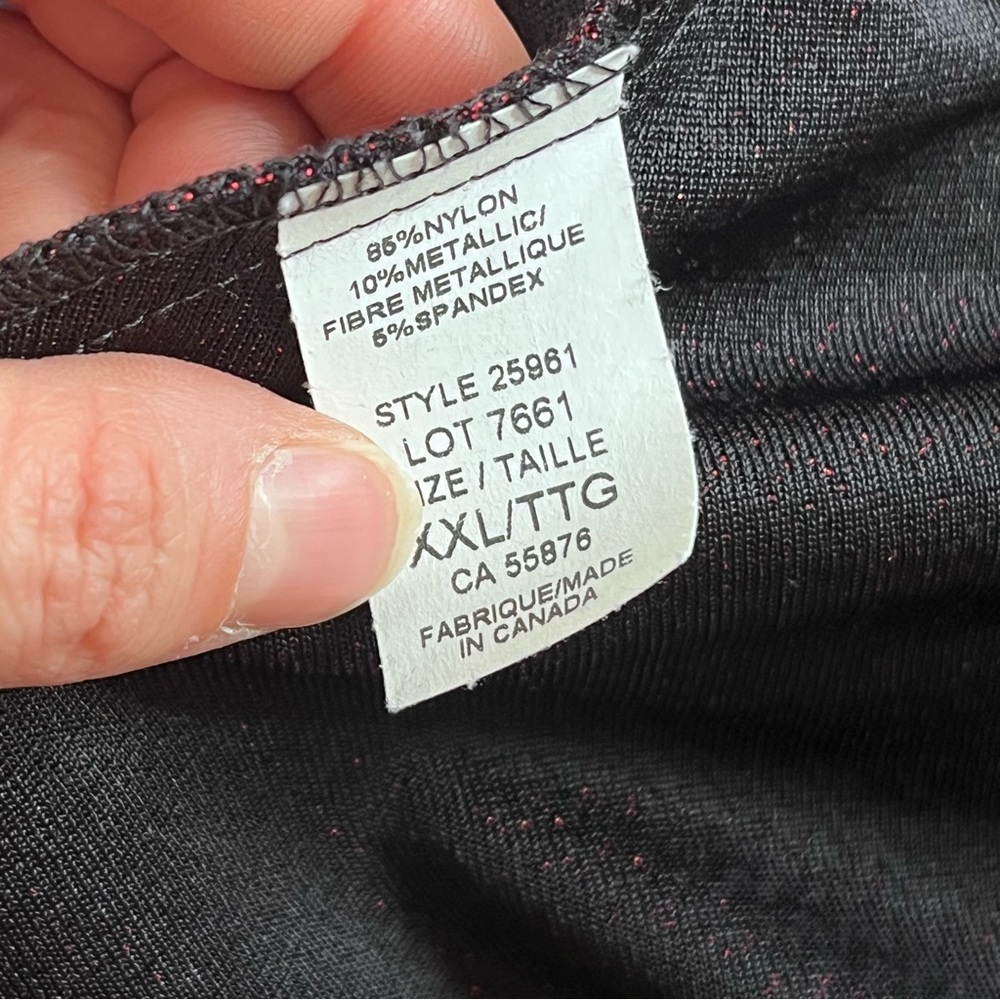 85%NYLON
10%METALLIC/
FIBRE METALLIQUE
5%SPANDEX
STYLE 25961
LOT 7661
IZE / TAILLE
XXL/TTG
CA 55876
FABRIQUE/MADE
IN CANADA